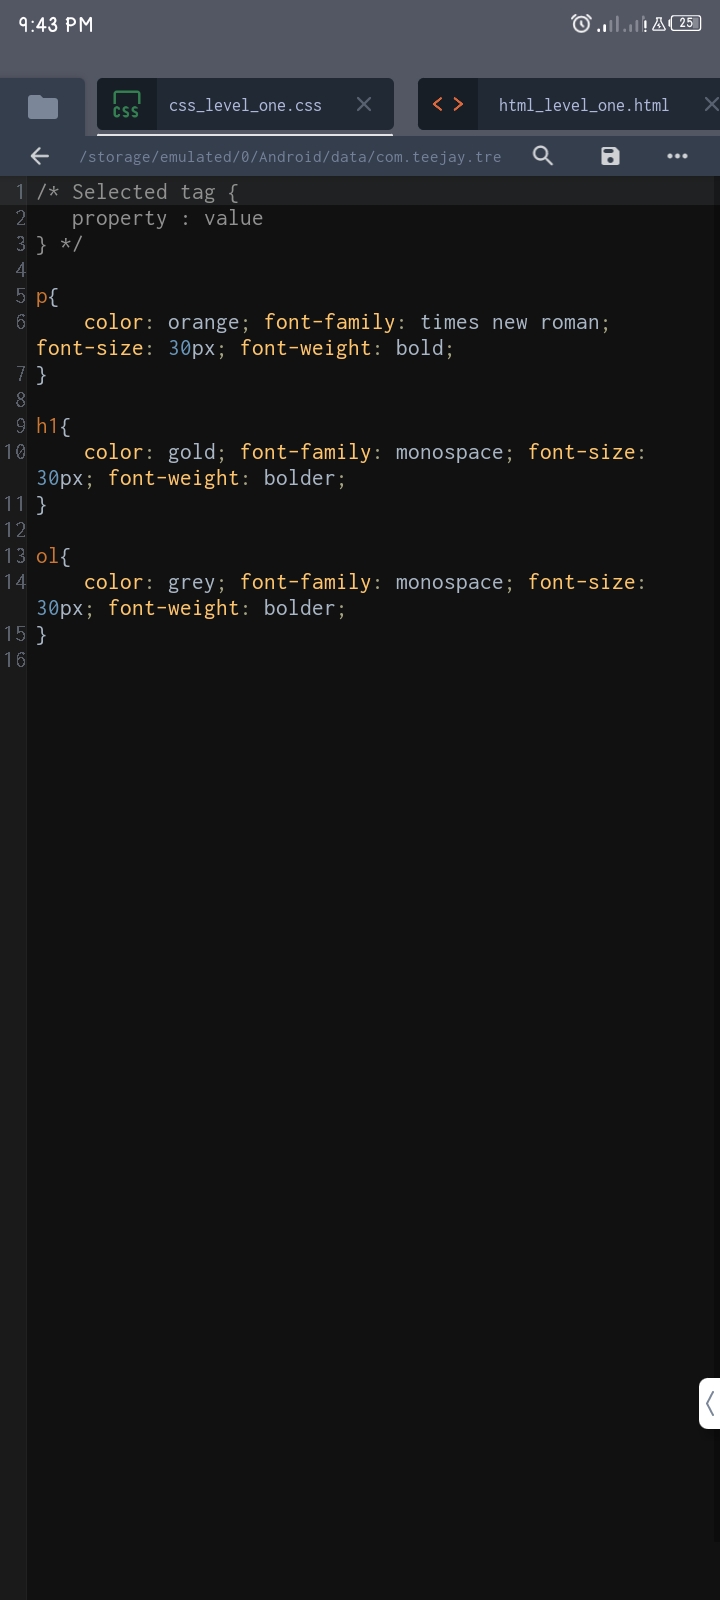 9:43 PM
25
CSS
css_level_one.css
html_level_one.html
/storage/emulated/0/Android/data/com.teejay.tre
1 /* Selected tag {
2    property : value
3 } */
4
5 p{
6     color: orange; font-family: times new roman;
font-size: 30px; font-weight: bold;
7 }
8
9 h1{
10     color: gold; font-family: monospace; font-size:
30px; font-weight: bolder;
11 }
12
13 ol{
14     color: grey; font-family: monospace; font-size:
30px; font-weight: bolder;
15 }
16